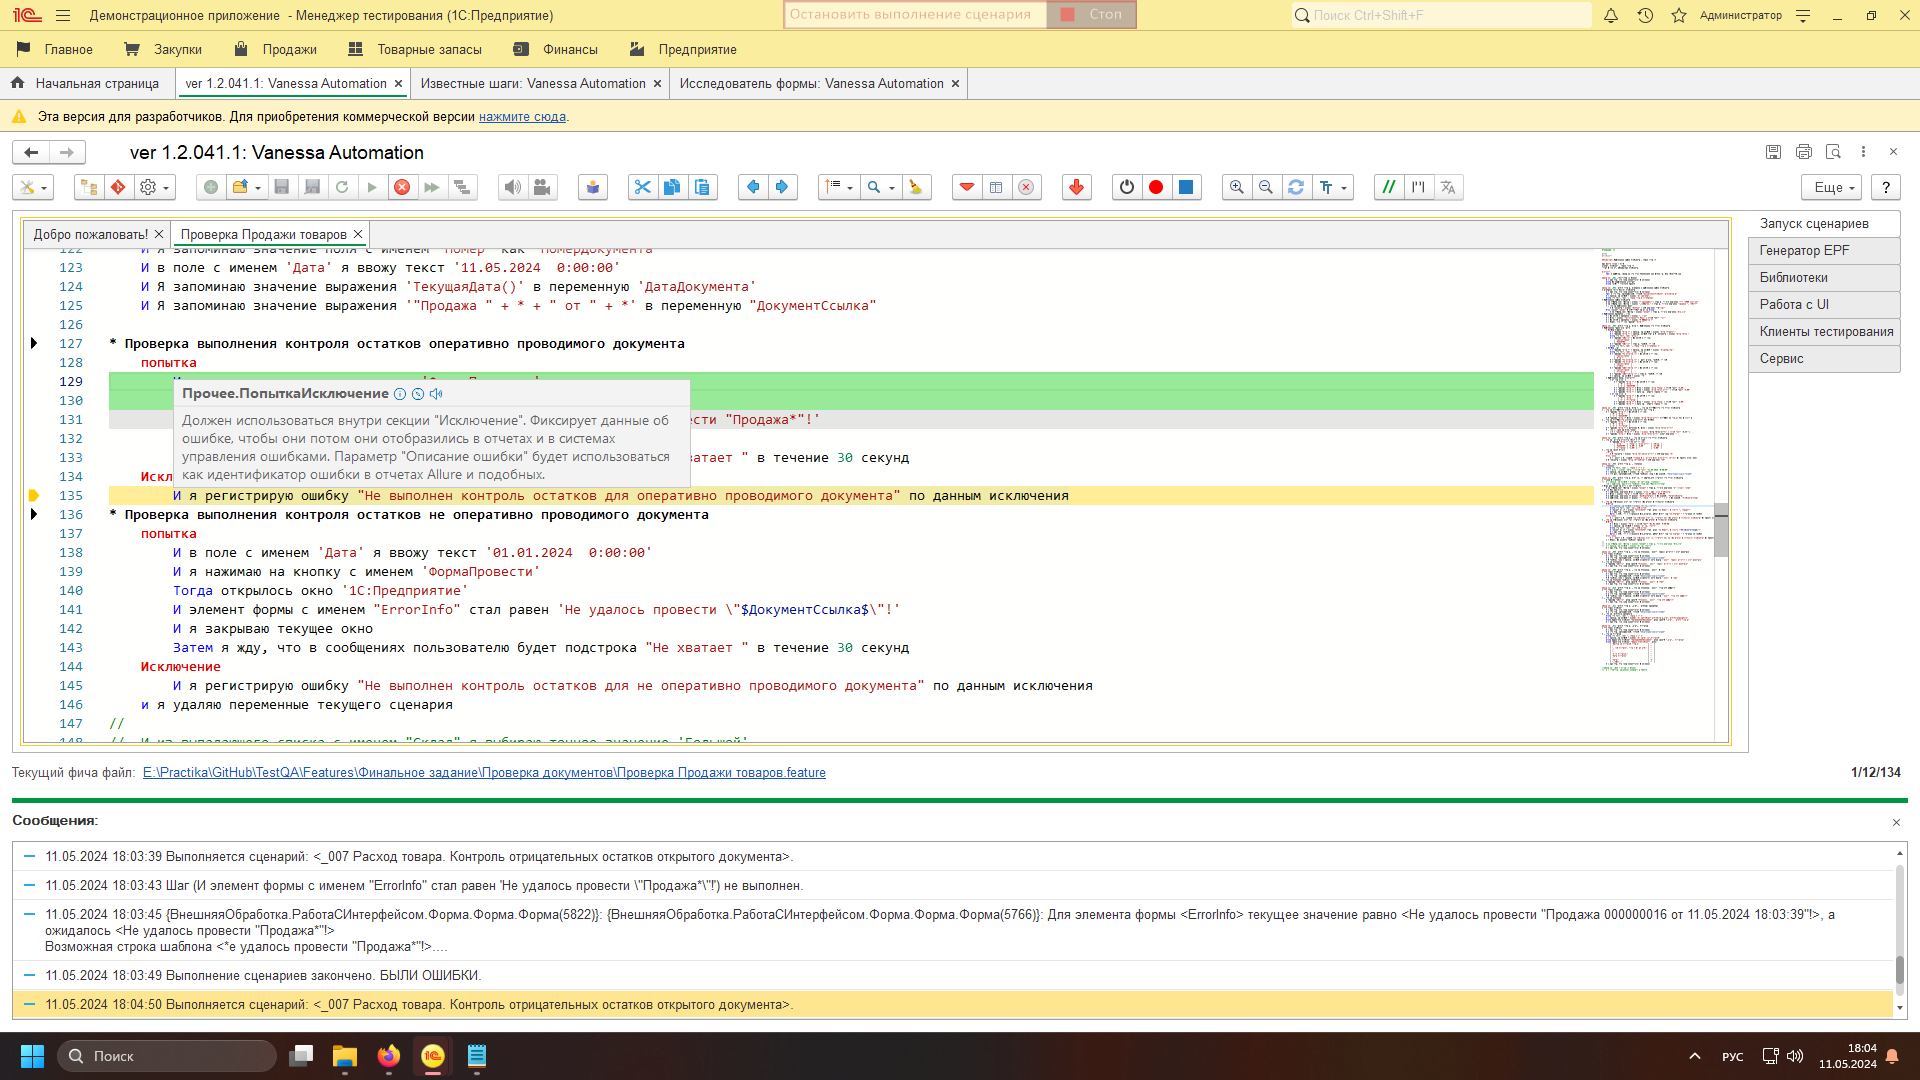 Демонстрационное приложение - Менеджер тестирования (1С:Предприятие)
Остановить выполнение сценария
Стоп
Поиск Ctrl+Shift+F
Администратор
Главное
Закупки
Продажи
Товарные запасы
Финансы
Предприятие
Начальная страница
ver 1.2.041.1: Vanessa Automation ×
Известные шаги: Vanessa Automation ×
Исследователь формы: Vanessa Automation ×
Эта версия для разработчиков. Для приобретения коммерческой версии нажмите сюда.
ver 1.2.041.1: Vanessa Automation
Еще
?
Добро пожаловать! ×
Проверка Продажи товаров ×
122 И я запоминаю значение поля с именем "Номер" как "НомерДокумента"
123 И в поле с именем 'Дата' я ввожу текст '11.05.2024  0:00:00'
124 И Я запоминаю значение выражения 'ТекущаяДата()' в переменную 'ДатаДокумента'
125 И Я запоминаю значение выражения '"Продажа " + * + " от " + *' в переменную "ДокументСсылка"
126
127 * Проверка выполнения контроля остатков оперативно проводимого документа
128 попытка
129
130
131 сти "Продажа*"!'
132
133 хватает " в течение 30 секунд
134 Искл
Прочее.ПопыткаИсключение
Должен использоваться внутри секции "Исключение". Фиксирует данные об
ошибке, чтобы они потом они отобразились в отчетах и в системах
управления ошибками. Параметр "Описание ошибки" будет использоваться
как идентификатор ошибки в отчетах Allure и подобных.
135 И я регистрирую ошибку "Не выполнен контроль остатков для оперативно проводимого документа" по данным исключения
136 * Проверка выполнения контроля остатков не оперативно проводимого документа
137 попытка
138 И в поле с именем 'Дата' я ввожу текст '01.01.2024  0:00:00'
139 И я нажимаю на кнопку с именем 'ФормаПровести'
140 Тогда открылось окно '1С:Предприятие'
141 И элемент формы с именем "ErrorInfo" стал равен 'Не удалось провести \"$ДокументСсылка$\"!'
142 И я закрываю текущее окно
143 Затем я жду, что в сообщениях пользователю будет подстрока "Не хватает " в течение 30 секунд
144 Исключение
145 И я регистрирую ошибку "Не выполнен контроль остатков для не оперативно проводимого документа" по данным исключения
146 и я удаляю переменные текущего сценария
147 //
148 // И из выпадающего списка с именем "Склад" я выбираю точное значение 'Большой'
Запуск сценариев
Генератор EPF
Библиотеки
Работа с UI
Клиенты тестирования
Сервис
Текущий фича файл: E:\Practika\GitHub\TestQA\Features\Финальное задание\Проверка документов\Проверка Продажи товаров.feature
1/12/134
Сообщения:
11.05.2024 18:03:39 Выполняется сценарий: <_007 Расход товара. Контроль отрицательных остатков открытого документа>.
11.05.2024 18:03:43 Шаг (И элемент формы с именем "ErrorInfo" стал равен 'Не удалось провести \"Продажа*\"!') не выполнен.
11.05.2024 18:03:45 {ВнешняяОбработка.РаботаСИнтерфейсом.Форма.Форма.Форма(5822)}: {ВнешняяОбработка.РаботаСИнтерфейсом.Форма.Форма.Форма(5766)}: Для элемента формы <ErrorInfo> текущее значение равно <Не удалось провести "Продажа 000000016 от 11.05.2024 18:03:39"!>, а
ожидалось <Не удалось провести "Продажа*"!>
Возможная строка шаблона <*е удалось провести "Продажа*"!>....
11.05.2024 18:03:49 Выполнение сценариев закончено. БЫЛИ ОШИБКИ.
11.05.2024 18:04:50 Выполняется сценарий: <_007 Расход товара. Контроль отрицательных остатков открытого документа>.
Поиск
РУС
18:04
11.05.2024